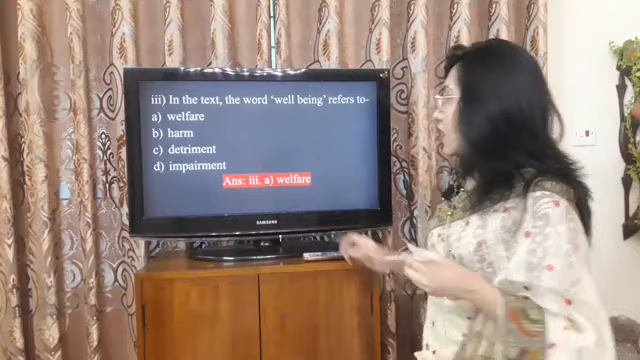 iii) In the text, the word ‘well being’ refers to-
a) welfare
b) harm
c) detriment
d) impairment
Ans: iii. a) welfare
SAMSUNG